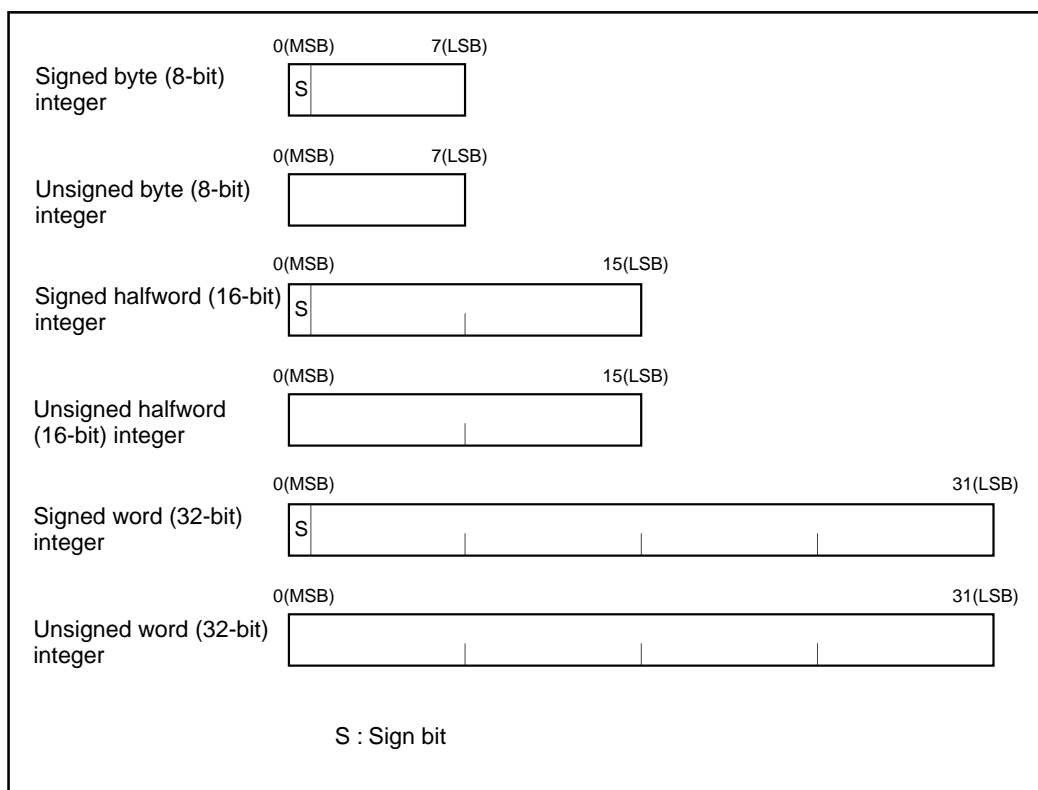 0(MSB) 7(LSB)
Signed byte (8-bit)
integer
S
0(MSB) 7(LSB)
Unsigned byte (8-bit)
integer
0(MSB) 15(LSB)
Signed halfword (16-bit)
integer
S
0(MSB) 15(LSB)
Unsigned halfword
(16-bit) integer
0(MSB) 31(LSB)
Signed word (32-bit)
integer
S
0(MSB) 31(LSB)
Unsigned word (32-bit)
integer
S : Sign bit